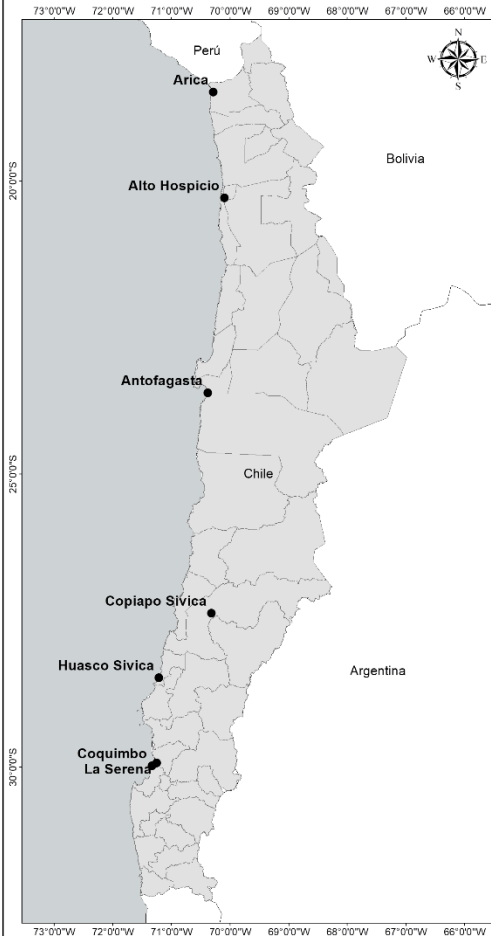 73°0'0"W 72°0'0"W 71°0'0"W 70°0'0"W 69°0'0"W 68°0'0"W 67°0'0"W 66°0'0"W
Perú
N
W E
S
Arica
Bolivia
20°0'0"S
Alto Hospicio
Antofagasta
25°0'0"S
Chile
Copiapo Sivica
Huasco Sivica
Argentina
Coquimbo
La Serena
30°0'0"S
73°0'0"W 72°0'0"W 71°0'0"W 70°0'0"W 69°0'0"W 68°0'0"W 67°0'0"W 66°0'0"W